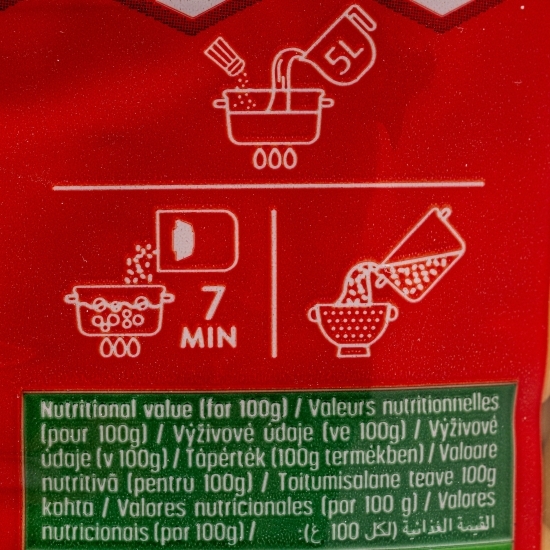 5L
7
MIN
Nutritional value (for 100g) / Valeurs nutritionnelles
(pour 100g) / Výživové údaje (ve 100g) / Výživové
údaje (v 100g) / Tápérték (100g termékben) / Valoare
nutritivă (pentru 100g) / Toitumisalane teave 100g
kohta / Valores nutricionales (por 100 g) / Valores
nutricionais (por 100g) / القيمة الغذائية (لكل 100 غ):